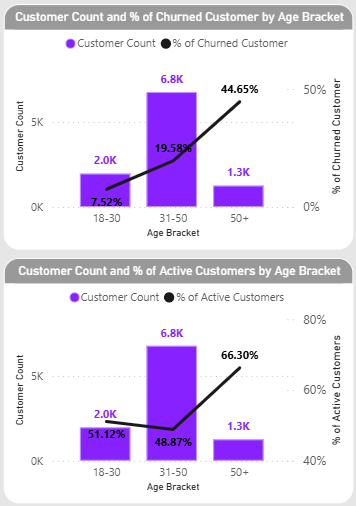 Customer Count and % of Churned Customer by Age Bracket
Customer Count % of Churned Customer
6.8K
44.65%
50%
5K
19.58%
2.0K
1.3K
7.52%
0K
0%
18-30 31-50 50+
Age Bracket
Customer Count
% of Churned Customer
Customer Count and % of Active Customers by Age Bracket
Customer Count % of Active Customers
80%
6.8K
66.30%
60%
5K
2.0K
51.12%
48.87%
1.3K
0K
40%
18-30 31-50 50+
Age Bracket
Customer Count
% of Active Customers